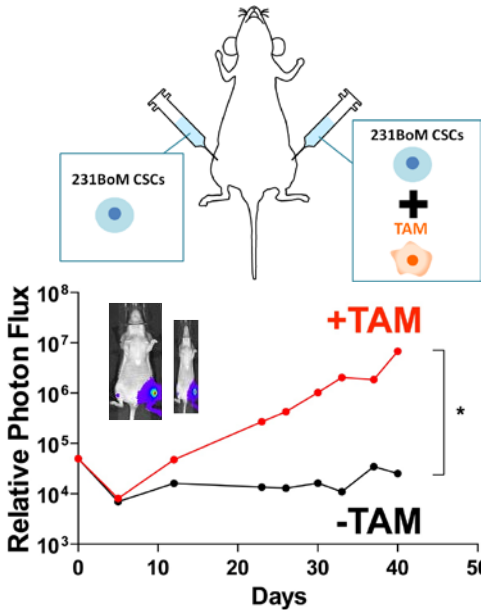 231BoM CSCs
231BoM CSCs
+
TAM
Relative Photon Flux
10⁸
10⁷
10⁶
10⁵
10⁴
10³
+TAM
*
-TAM
0 10 20 30 40 50
Days